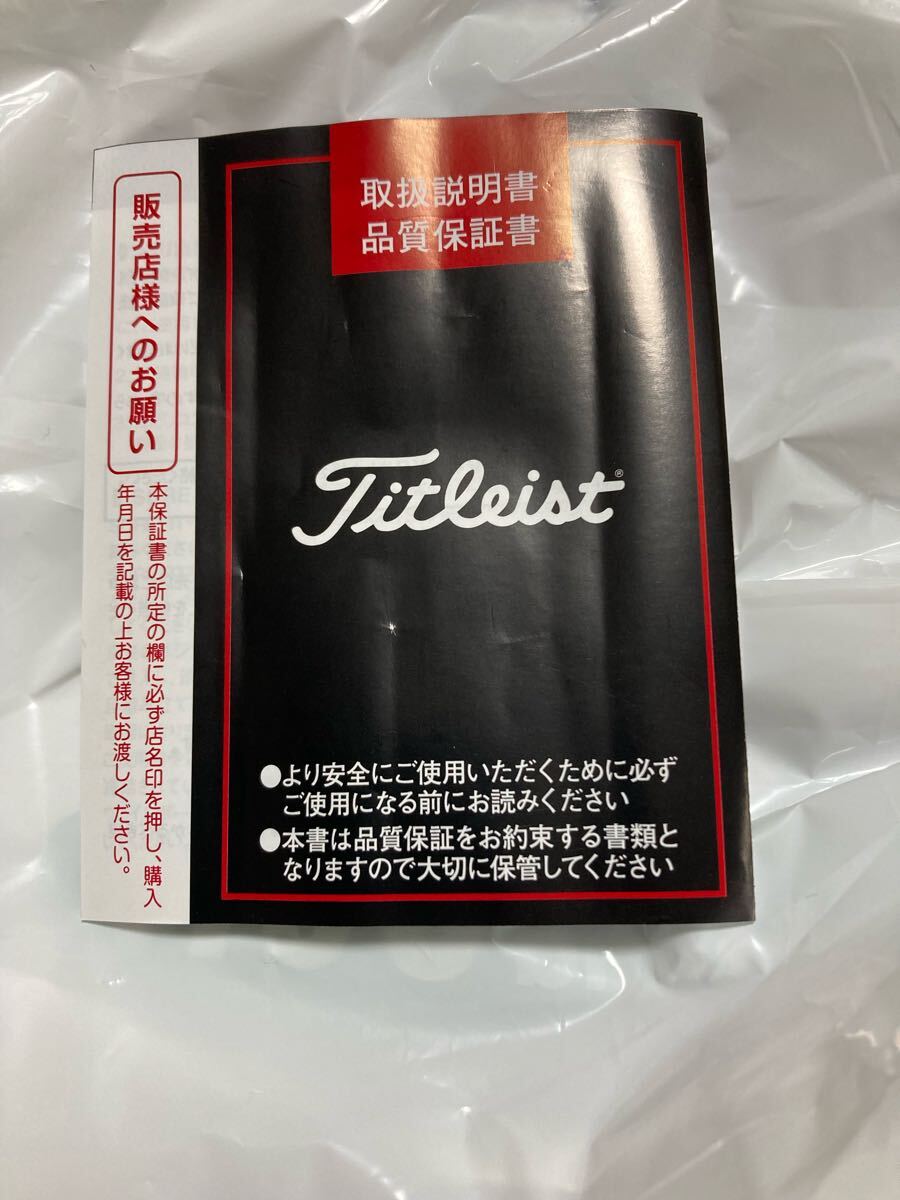 取扱説明書
品質保証書
Titleist®
●より安全にご使用いただくために必ず
ご使用になる前にお読みください
●本書は品質保証をお約束する書類と
なりますので大切に保管してください
販売店様へのお願い
本保証書の所定の欄に必ず店名印を押し、購入
年月日を記載の上お客様にお渡しください。